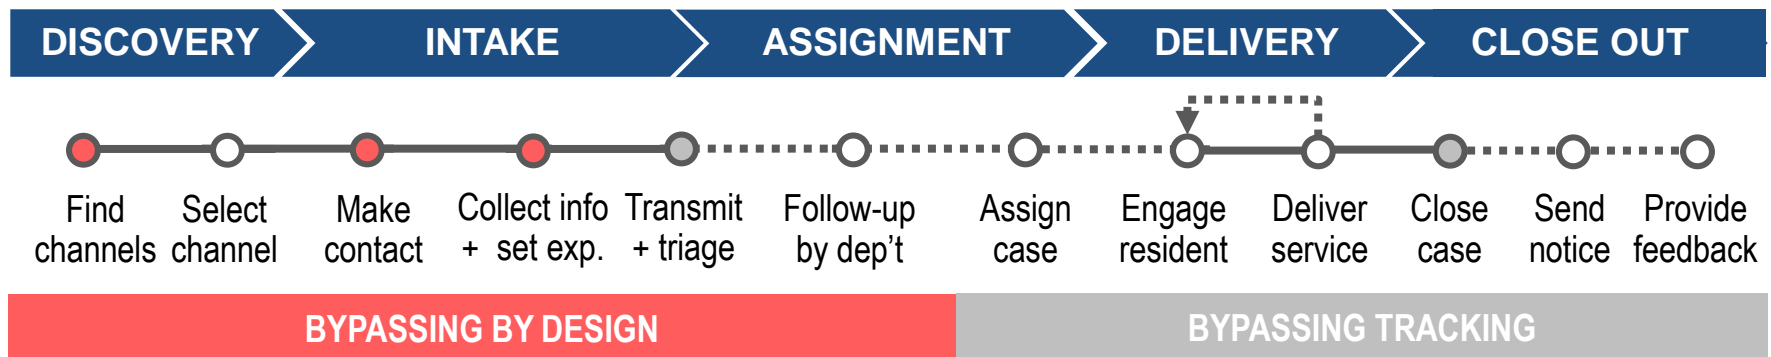 DISCOVERY INTAKE ASSIGNMENT DELIVERY CLOSE OUT
Find Select Make Collect info Transmit Follow-up Assign Engage Deliver Close Send Provide
channels channel contact + set exp. + triage by dep't case resident service case notice feedback
BYPASSING BY DESIGN BYPASSING TRACKING